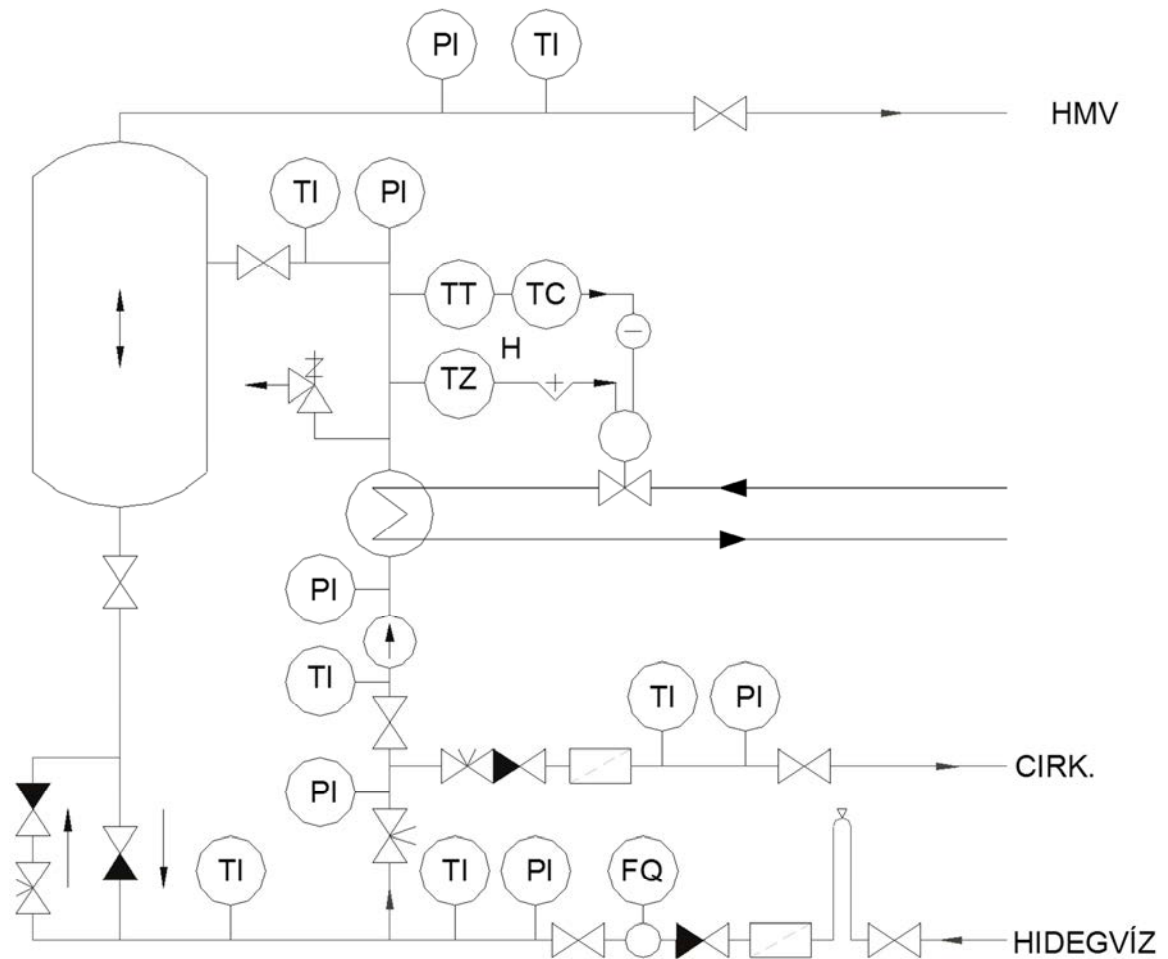 PI TI
HMV
TI PI
TT TC
H
TZ
PI
TI
TI PI
CIRK.
PI
TI TI PI FQ
HIDEGVÍZ